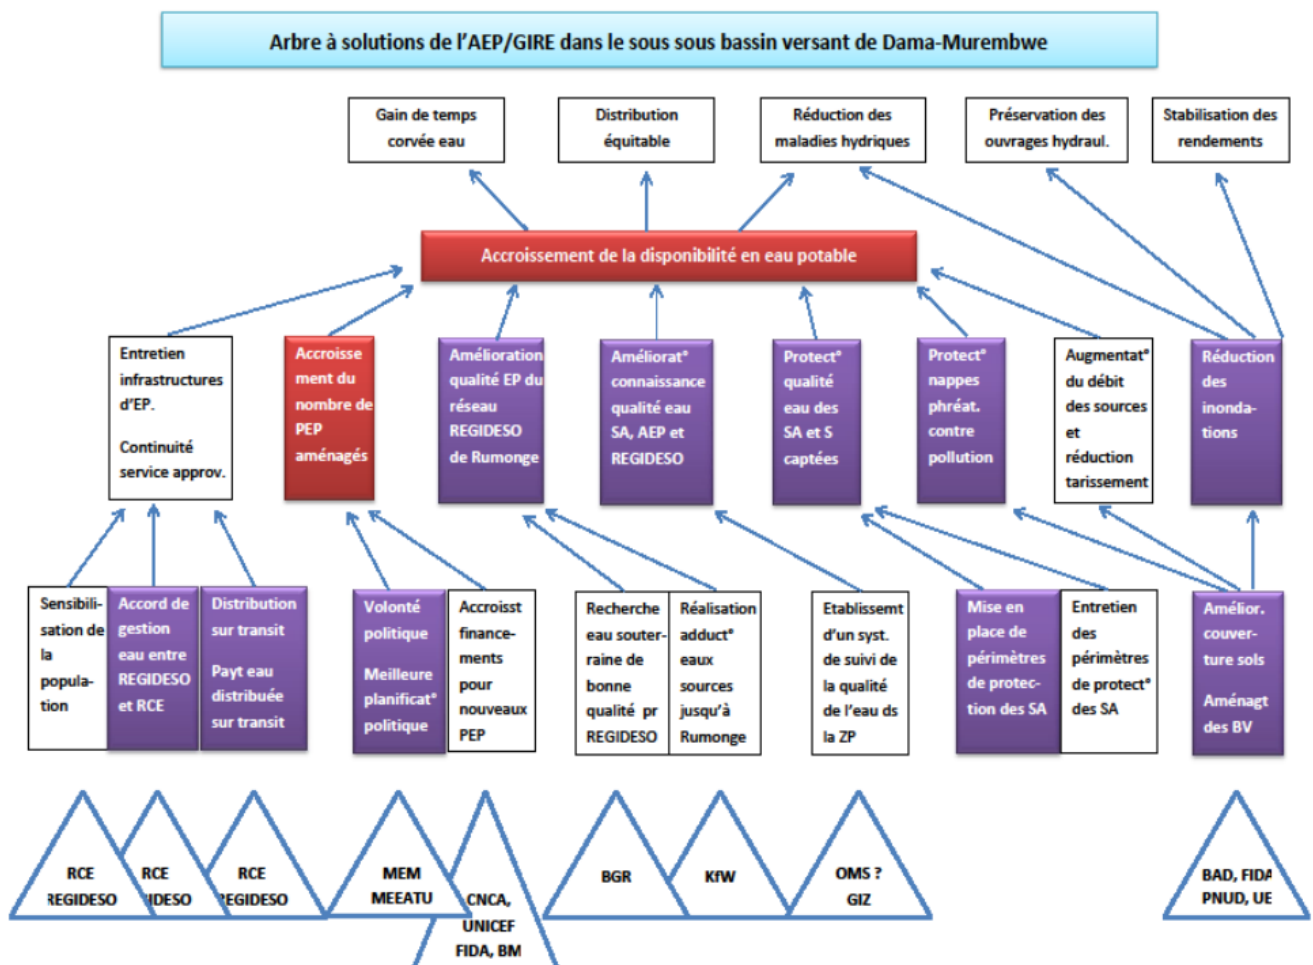 Arbre à solutions de l'AEP/GIRE dans le sous sous bassin versant de Dama-Murembwe
Gain de temps
corvée eau
Distribution
équitable
Réduction des
maladies hydriques
Préservation des
ouvrages hydraul.
Stabilisation des
rendements
Accroissement de la disponibilité en eau potable
Entretien
infrastructures
d'EP.
Continuité
service approv.
Accroisse
ment du
nombre de
PEP
aménagés
Amélioration
qualité EP du
réseau
REGIDESO
de Rumonge
Améliorat°
connaissance
qualité eau
SA, AEP et
REGIDESO
Protect°
qualité
eau des
SA et S
captées
Protect°
nappes
phréat.
contre
pollution
Augmentat°
du débit
des sources
et
réduction
tarissement
Réduction
des
inonda-
tions
Sensibili-
sation de
la
popula-
tion
Accord de
gestion
eau entre
REGIDESO
et RCE
Distribution
sur transit
Payt eau
distribuée
sur transit
Volonté
politique
Meilleure
planificat°
politique
Accroisst
finance-
ments
pour
nouveaux
PEP
Recherche
eau souter-
raine de
bonne
qualité pr
REGIDESO
Réalisation
adduct°
eaux
sources
jusqu'à
Rumonge
Etablissemt
d'un syst.
de suivi de
la qualité
de l'eau ds
la ZP
Mise en
place de
périmètres
de protec-
tion des SA
Entretien
des
périmètres
de protect°
des SA
Amélior.
couver-
ture sols
Aménagt
des BV
RCE
REGIDESO
RCE
IDESO
RCE
REGIDESO
MEM
MEEATU
CNCA,
UNICEF
FIDA, BM
BGR
KfW
OMS ?
GIZ
BAD, FIDA
PNUD, UE